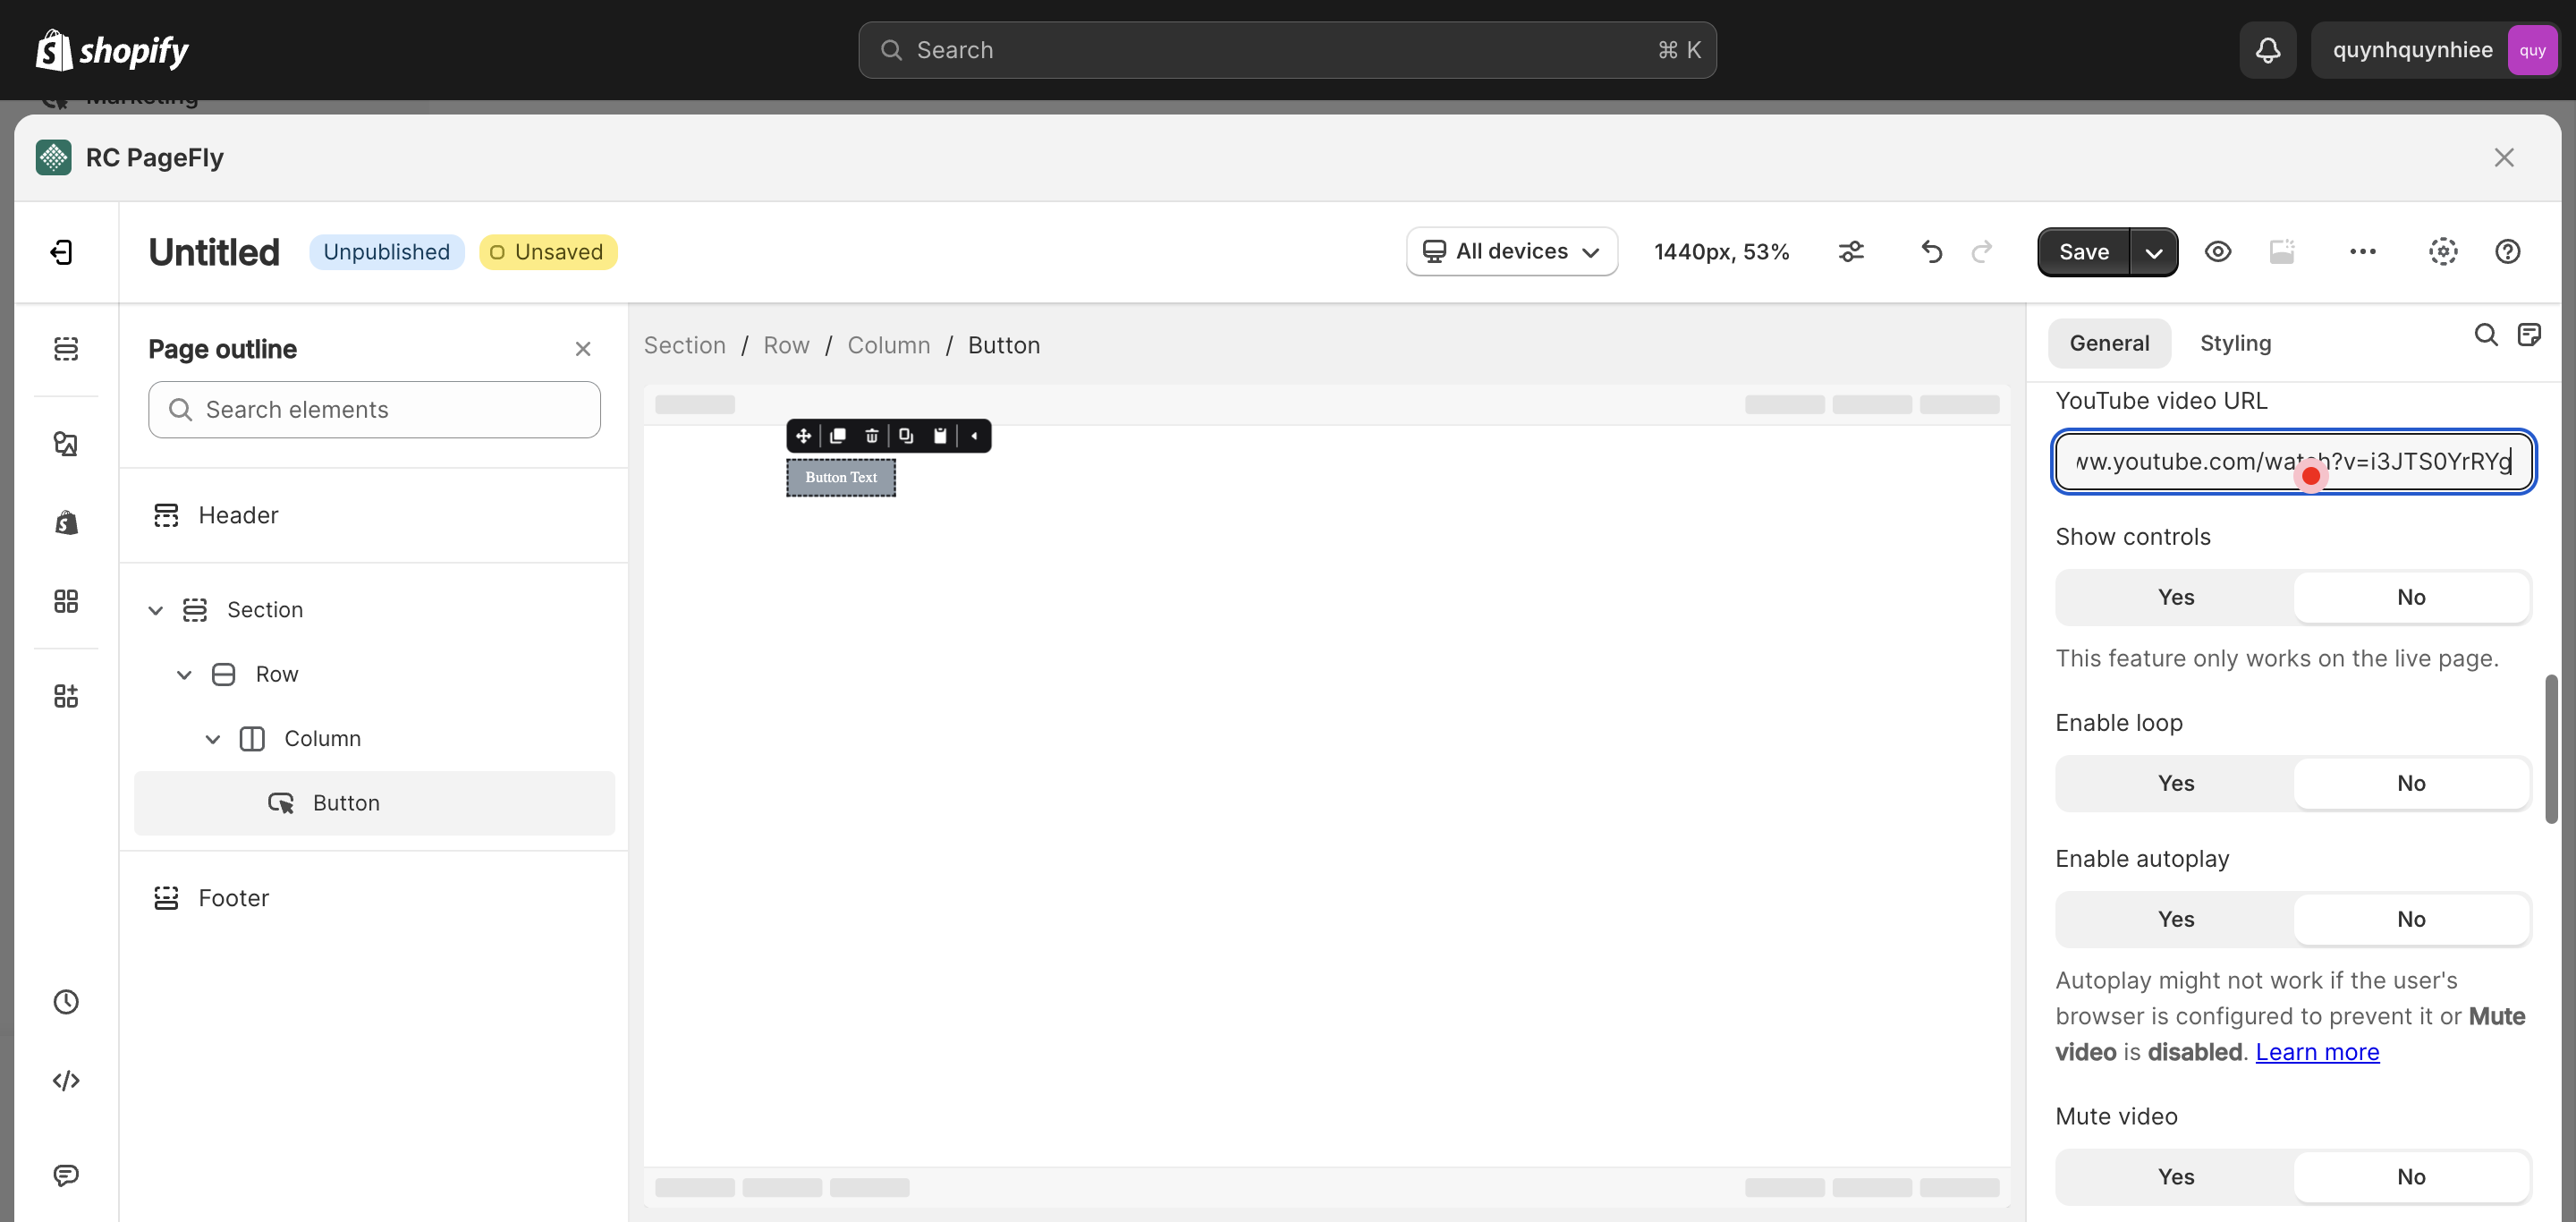 shopify
Search
⌘ K
quynhquynhiee
quy
Marketing
RC PageFly
Untitled
Unpublished
Unsaved
All devices
1440px, 53%
Save
Page outline
Search elements
Header
Section
Row
Column
Button
Footer
Section / Row / Column / Button
Button Text
General
Styling
YouTube video URL
ww.youtube.com/watch?v=i3JTS0YrRYg
Show controls
Yes
No
This feature only works on the live page.
Enable loop
Yes
No
Enable autoplay
Yes
No
Autoplay might not work if the user's
browser is configured to prevent it or Mute
video is disabled. Learn more
Mute video
Yes
No